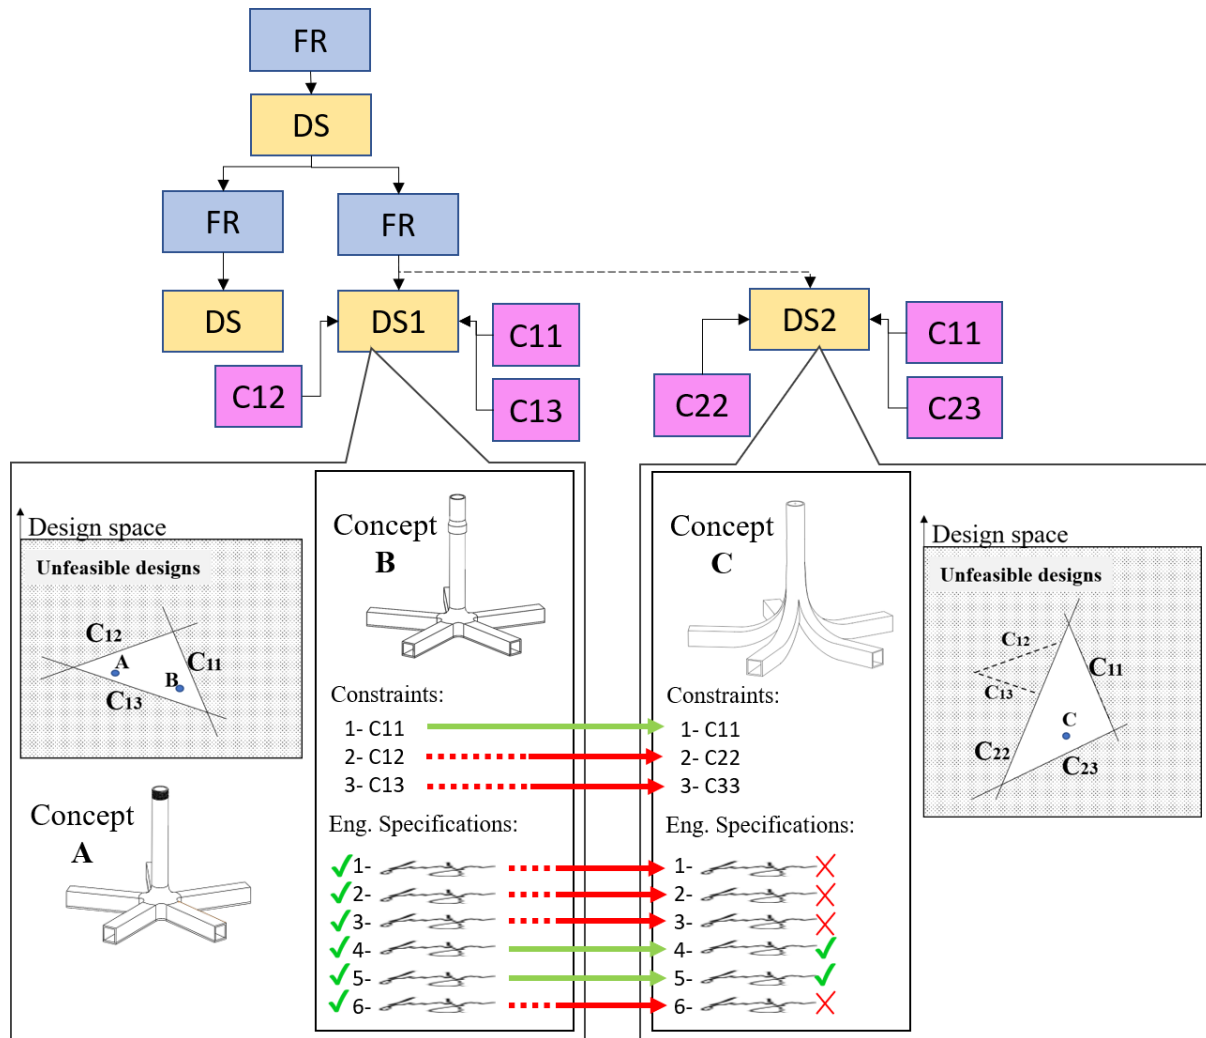 FR
DS
FR
FR
DS
DS1
DS2
C11
C12
C13
C11
C22
C23
Design space
Unfeasible designs
C12
A
C11
B
C13
Concept
A
Concept
B
Constraints:
1- C11
2- C12
3- C13
Eng. Specifications:
1-
2-
3-
4-
5-
6-
Concept
C
Constraints:
1- C11
2- C22
3- C33
Eng. Specifications:
1-
2-
3-
4-
5-
6-
Design space
Unfeasible designs
C12
C11
C13
C
C22
C23